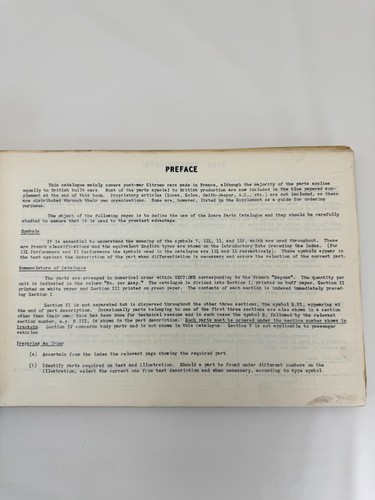 PREFACE
This catalogue mainly covers post-war Citroen cars made in France, although the majority of the parts applies
equally to British built cars. Most of the parts special to British production are now included in the blue papered sup-
plement at the end of this book. Proprietary articles (Lucas, Zelex, Smith-Jaeger, A.C., etc.) are not included, as these
are distributed through their own organisations. Some are, however, listed in the Supplement as a guide for ordering
purposes.
The object of the following pages is to define the use of the Spare Parts Catalogue and they should be carefully
studied to ensure that it is used to the greatest advantage.
Symbols
It is essential to understand the meaning of the symbols 7, 11L, 11, and 15F, which are used throughout. These
are French classifications and the equivalent English types are shown on the Introductory Date preceding the Index. (For
11L Performance and 11 Performance the symbols used in the catalogue are 11L and 11 respectively). These symbols appear in
the text against the description of the part when differentiation is necessary and assure the selection of the correct part.
Nomenclature of Catalogue
The parts are arranged in numerical order within SECTIONS corresponding to the French "Rayons". The quantity per
unit is indicated in the column "No. per Assy." The catalogue is divided into Section I, printed on buff paper, Section II
printed on white paper and Section III printed on green paper. The contents of each section is indexed immediately preced-
ing Section I
Section VI is not separated but is dispersed throughout the other three sections, the symbol S.VI, appearing at
the end of part description. Occasionally parts belonging to one of the first three sections are also shown in a section
other than their own; this has been done for technical reasons and in such cases the symbol S, followed by the relevant
section number, e.g. S III, is shown in the part description. Such parts must be ordered under the section number shown in
brackets Section IV concerns body parts and is not shown in this catalogue. Section V is not applicable to passenger
vehicles
Preparing an Order
(a) Ascertain from the index the relevant page showing the required part.
Identify parts required on text and illustration. Should a part be found under different numbers on the
illustration, select the correct one from text description and when necessary, according to type symbol